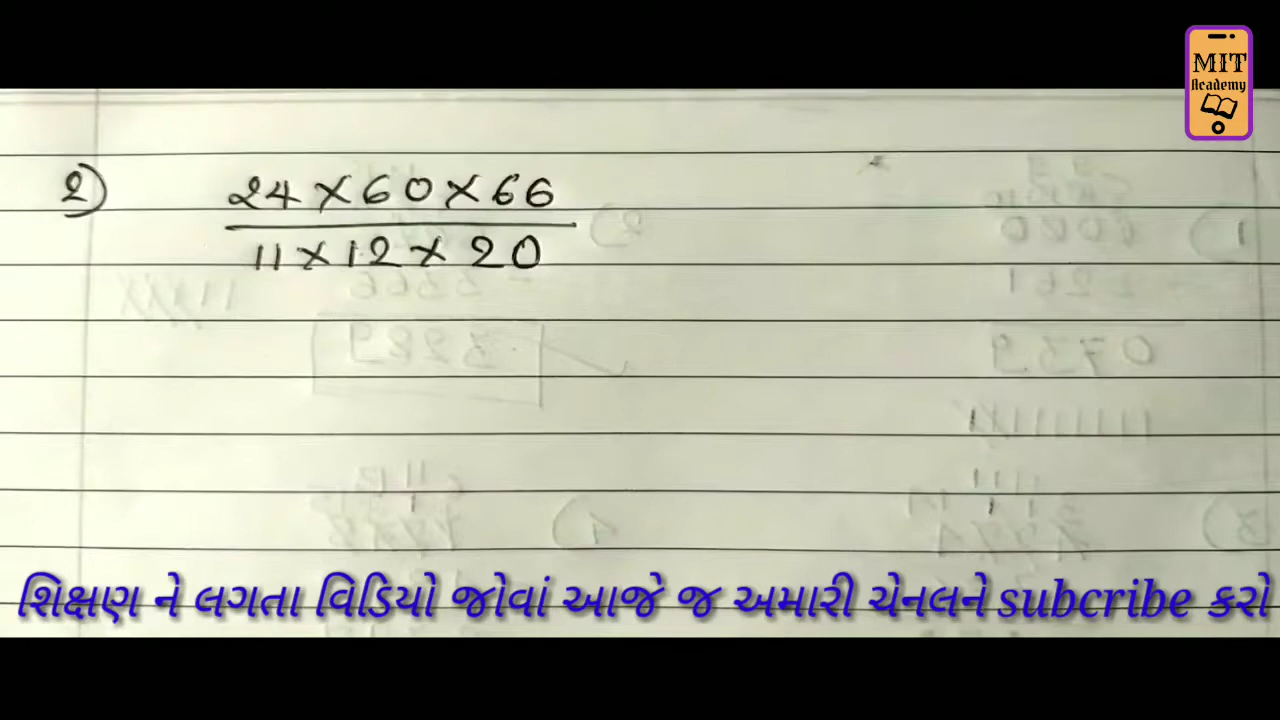 MIT
Academy
2) 24 × 60 × 66
11 × 12 × 20
શિક્ષણ ને લગતા વિડિયો જોવાં આજે જ અમારી ચેનલને subcribe કરો